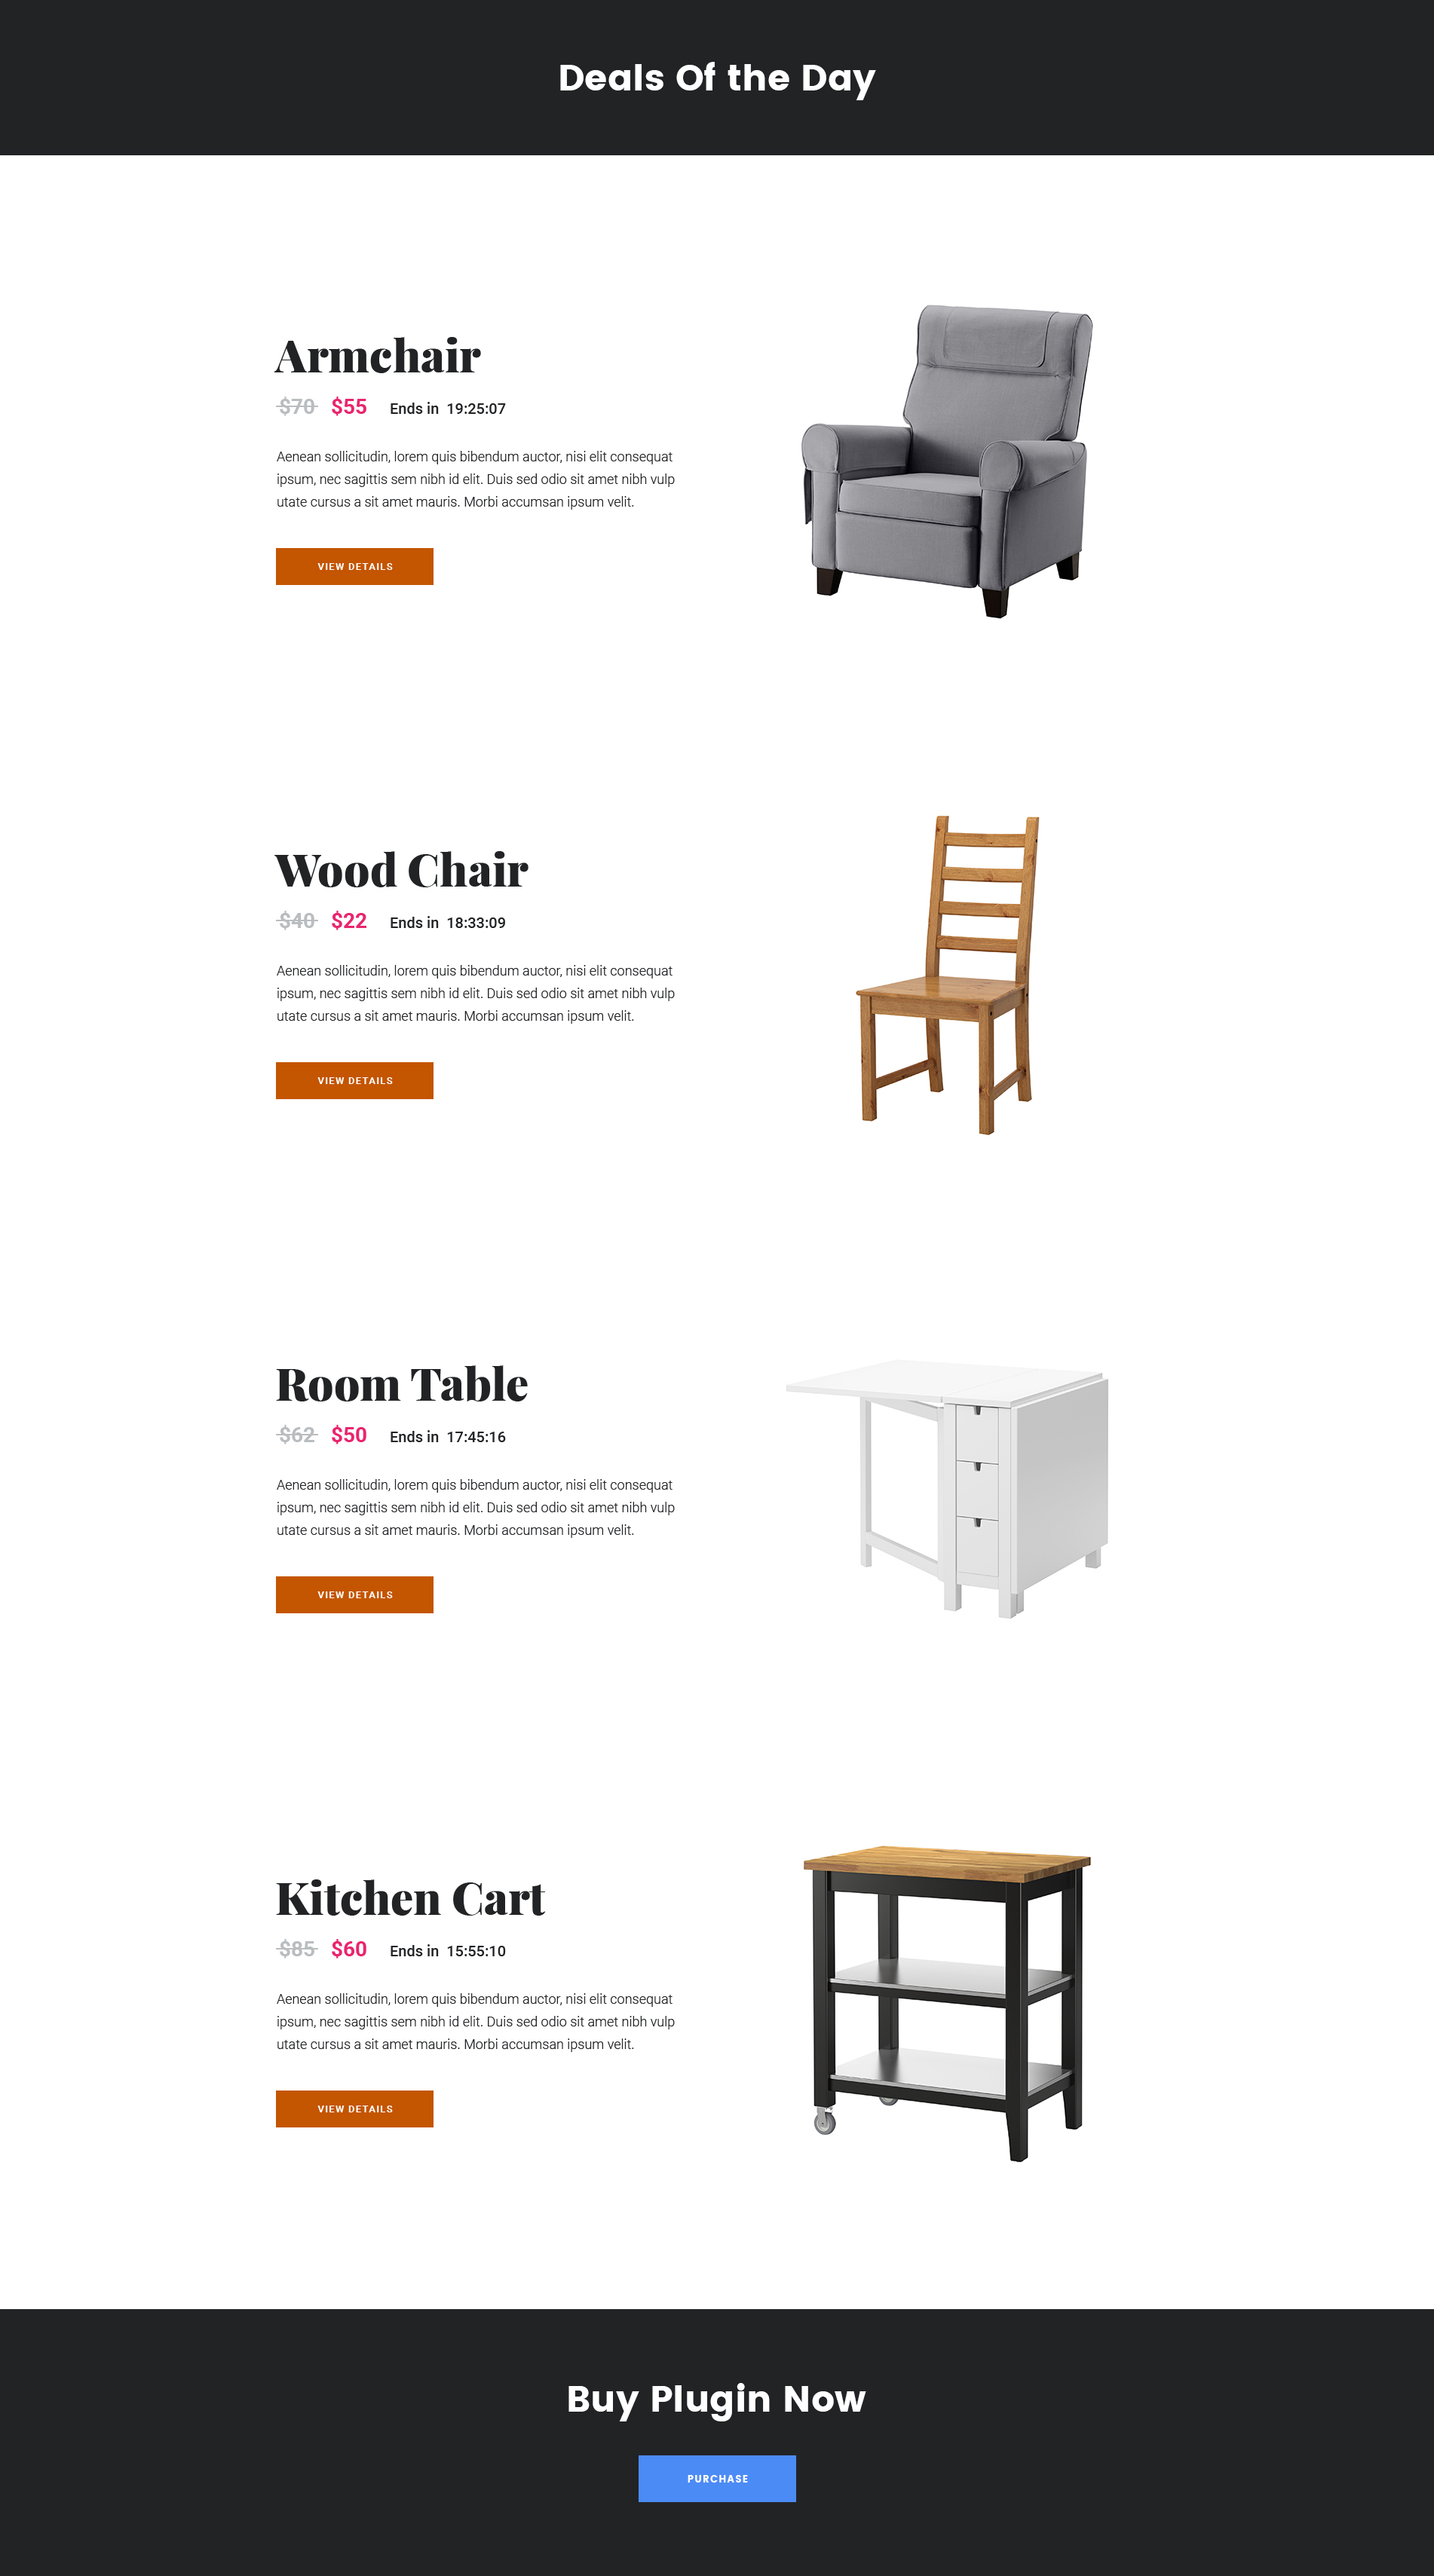 Deals Of the Day
Armchair
$70 $55 Ends in 19:25:07
Aenean sollicitudin, lorem quis bibendum auctor, nisi elit consequat
ipsum, nec sagittis sem nibh id elit. Duis sed odio sit amet nibh vulp
utate cursus a sit amet mauris. Morbi accumsan ipsum velit.
VIEW DETAILS
Wood Chair
$40 $22 Ends in 18:33:09
Aenean sollicitudin, lorem quis bibendum auctor, nisi elit consequat
ipsum, nec sagittis sem nibh id elit. Duis sed odio sit amet nibh vulp
utate cursus a sit amet mauris. Morbi accumsan ipsum velit.
VIEW DETAILS
Room Table
$62 $50 Ends in 17:45:16
Aenean sollicitudin, lorem quis bibendum auctor, nisi elit consequat
ipsum, nec sagittis sem nibh id elit. Duis sed odio sit amet nibh vulp
utate cursus a sit amet mauris. Morbi accumsan ipsum velit.
VIEW DETAILS
Kitchen Cart
$85 $60 Ends in 15:55:10
Aenean sollicitudin, lorem quis bibendum auctor, nisi elit consequat
ipsum, nec sagittis sem nibh id elit. Duis sed odio sit amet nibh vulp
utate cursus a sit amet mauris. Morbi accumsan ipsum velit.
VIEW DETAILS
Buy Plugin Now
PURCHASE